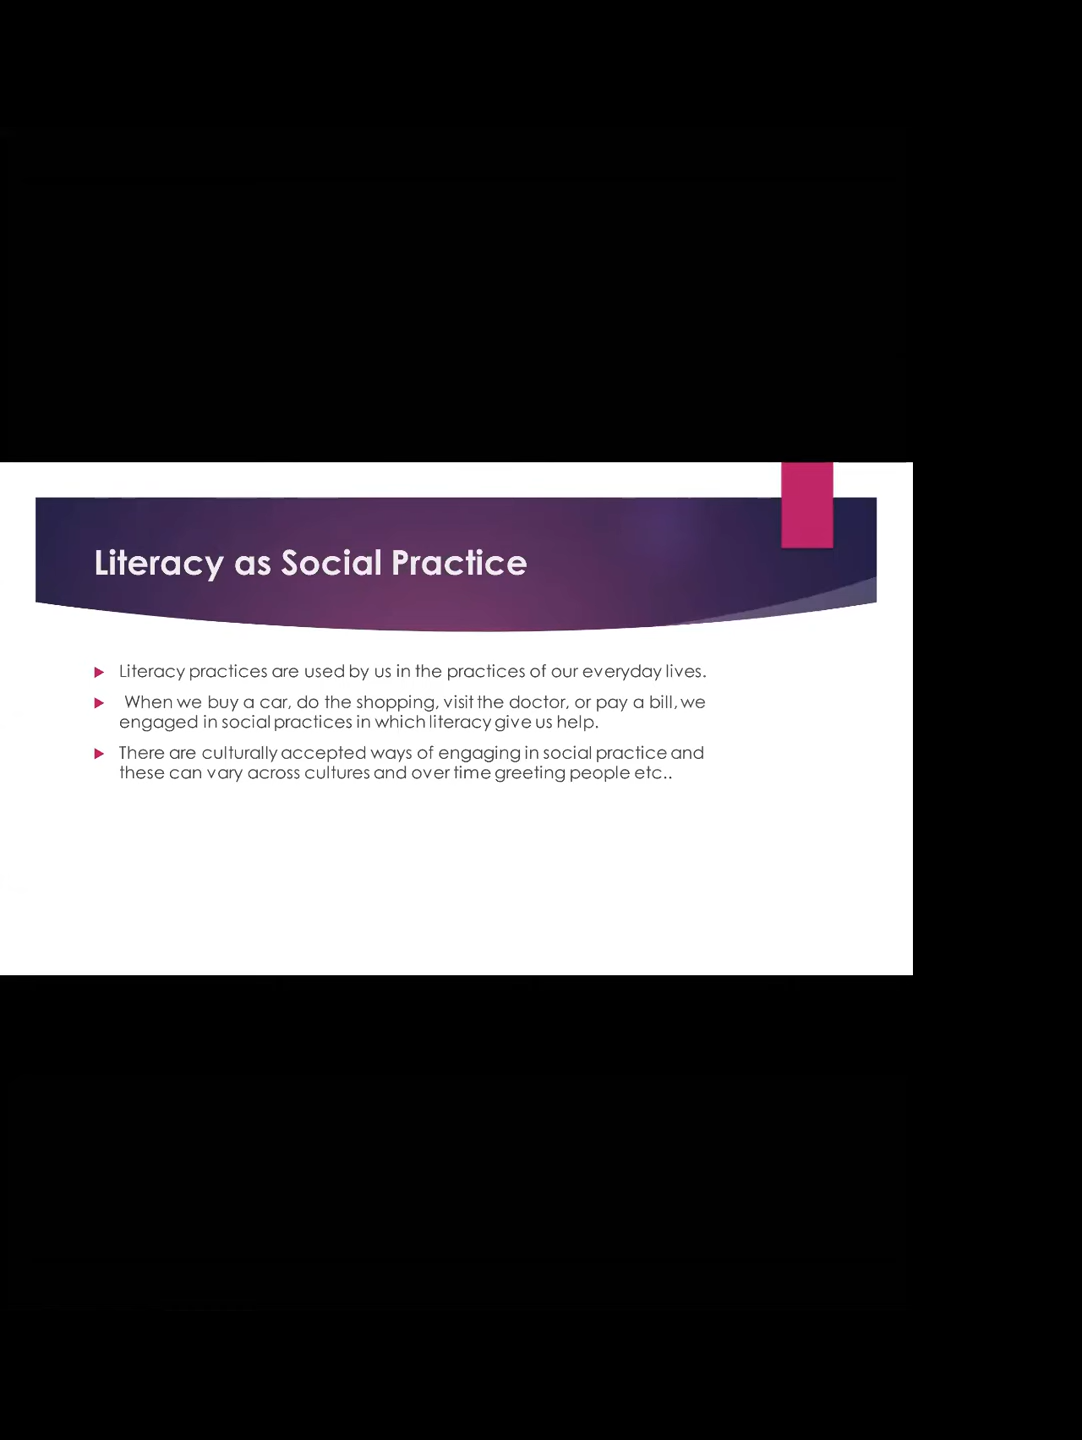 Literacy as Social Practice
Literacy practices are used by us in the practices of our everyday lives.
When we buy a car, do the shopping, visit the doctor, or pay a bill, we
engaged in social practices in which literacy give us help.
There are culturally accepted ways of engaging in social practice and
these can vary across cultures and over time greeting people etc..